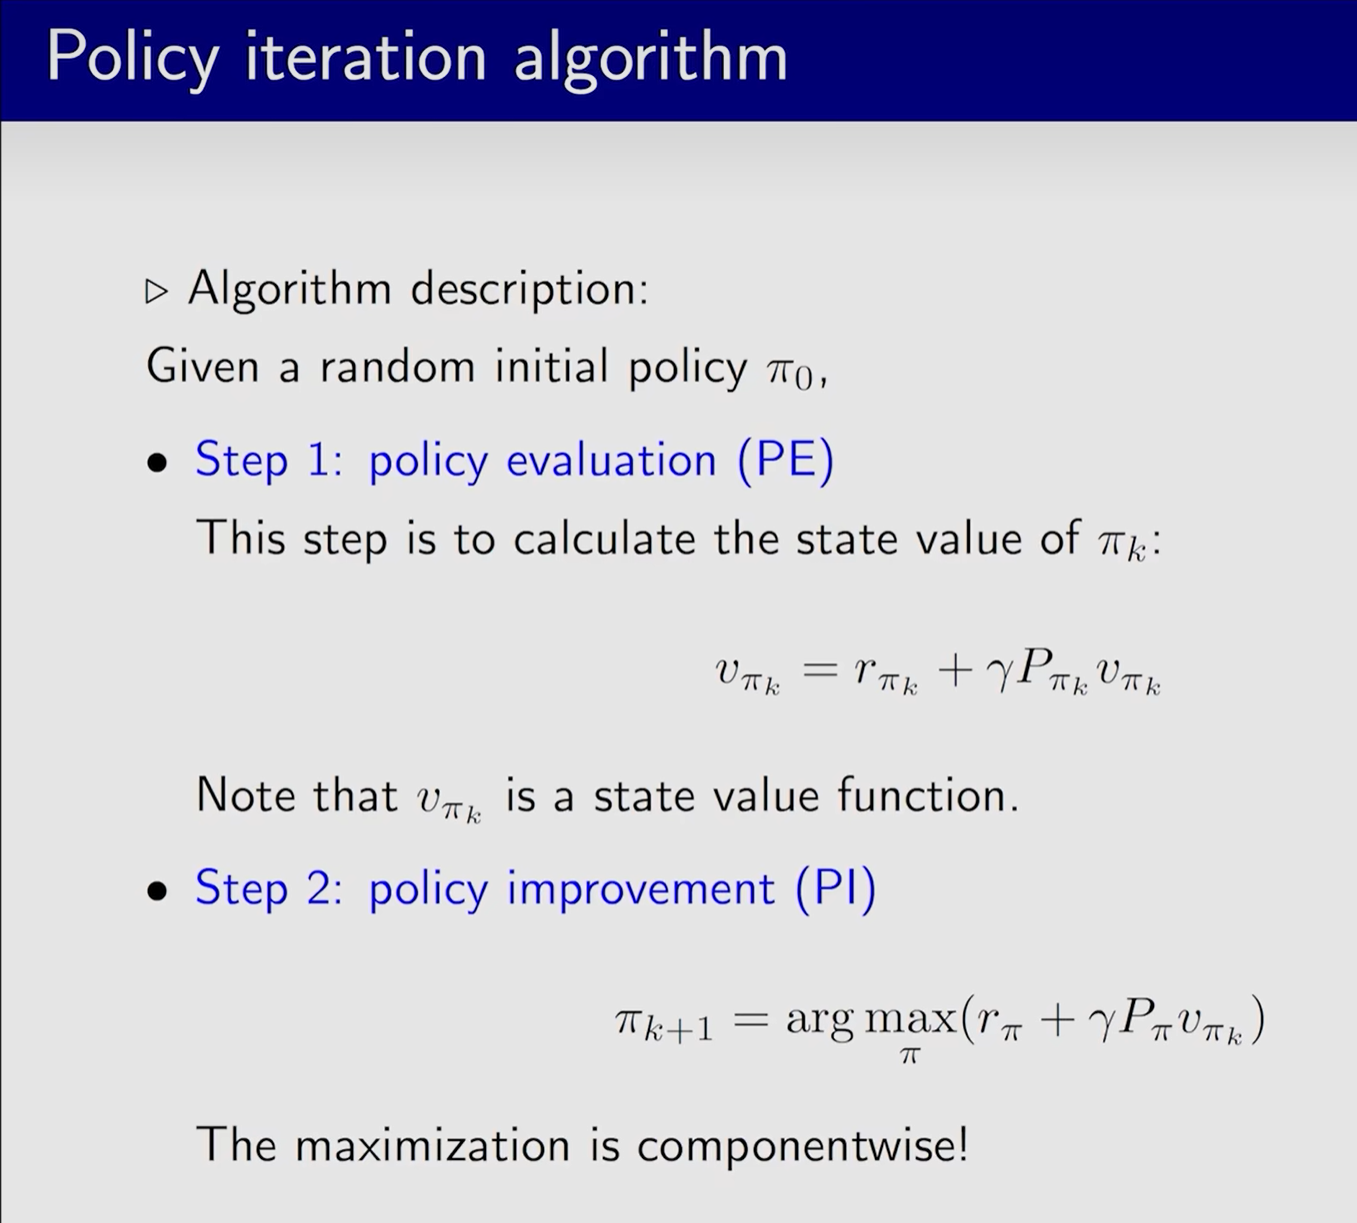 Policy iteration algorithm
▷ Algorithm description:
Given a random initial policy π₀,
• Step 1: policy evaluation (PE)
This step is to calculate the state value of πₖ:
$v_{\pi_k} = r_{\pi_k} + \gamma P_{\pi_k} v_{\pi_k}$
Note that $v_{\pi_k}$ is a state value function.
• Step 2: policy improvement (PI)
$\pi_{k+1} = \arg\max_{\pi}(r_{\pi} + \gamma P_{\pi} v_{\pi_k})$
The maximization is componentwise!